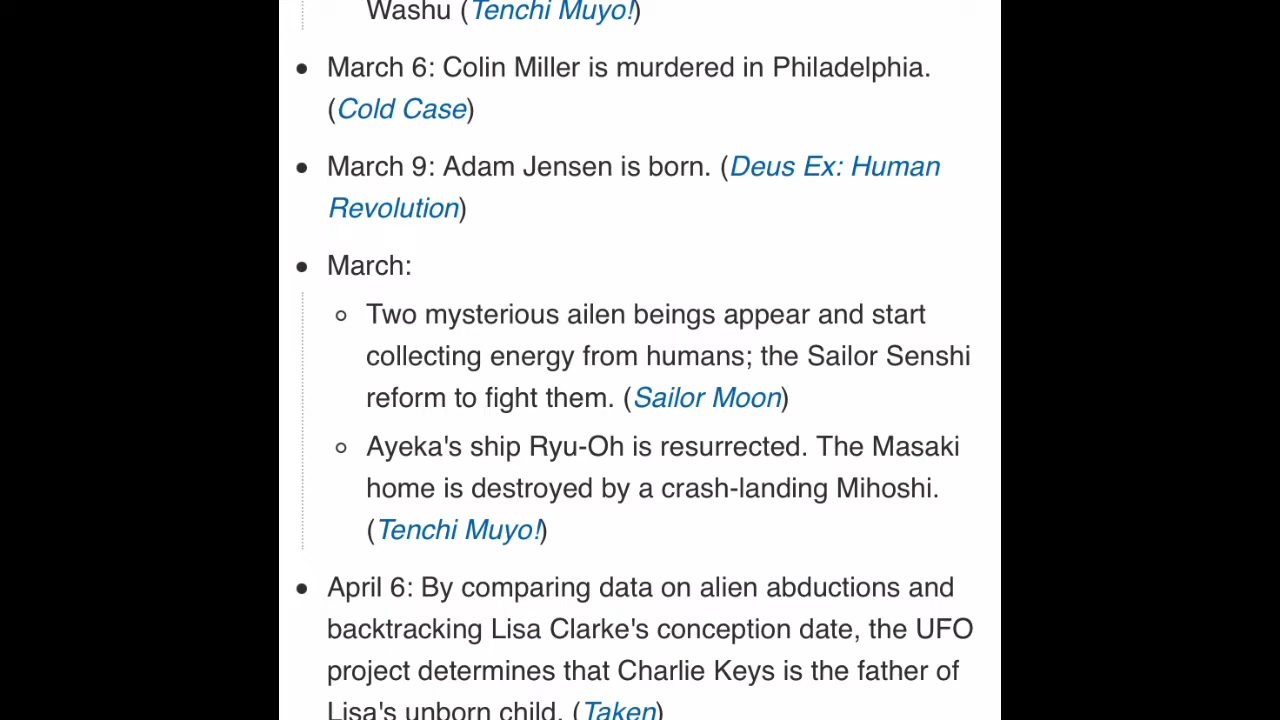 Washu (Tenchi Muyo!)
March 6: Colin Miller is murdered in Philadelphia.
(Cold Case)
March 9: Adam Jensen is born. (Deus Ex: Human
Revolution)
March:
Two mysterious ailen beings appear and start
collecting energy from humans; the Sailor Senshi
reform to fight them. (Sailor Moon)
Ayeka's ship Ryu-Oh is resurrected. The Masaki
home is destroyed by a crash-landing Mihoshi.
(Tenchi Muyo!)
April 6: By comparing data on alien abductions and
backtracking Lisa Clarke's conception date, the UFO
project determines that Charlie Keys is the father of
Lisa's unborn child. (Taken)